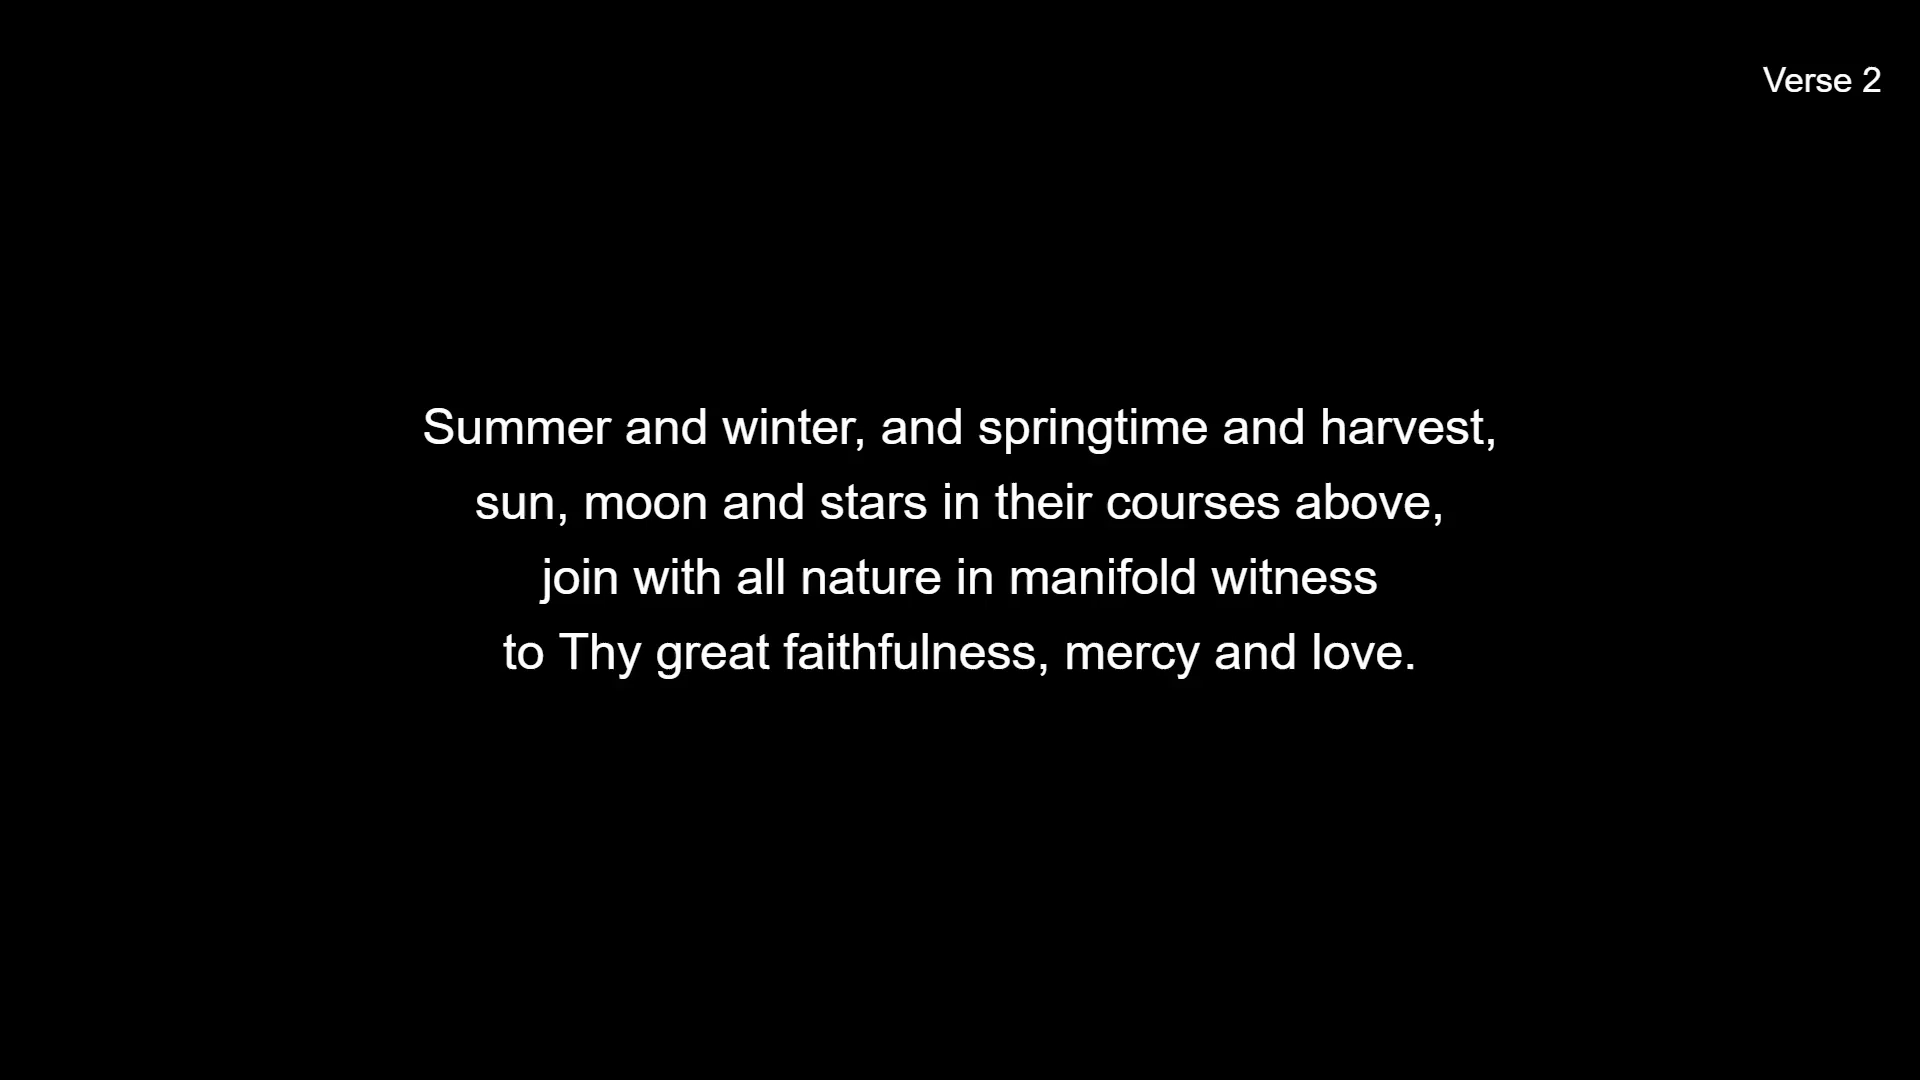 Verse 2
Summer and winter, and springtime and harvest,
sun, moon and stars in their courses above,
join with all nature in manifold witness
to Thy great faithfulness, mercy and love.